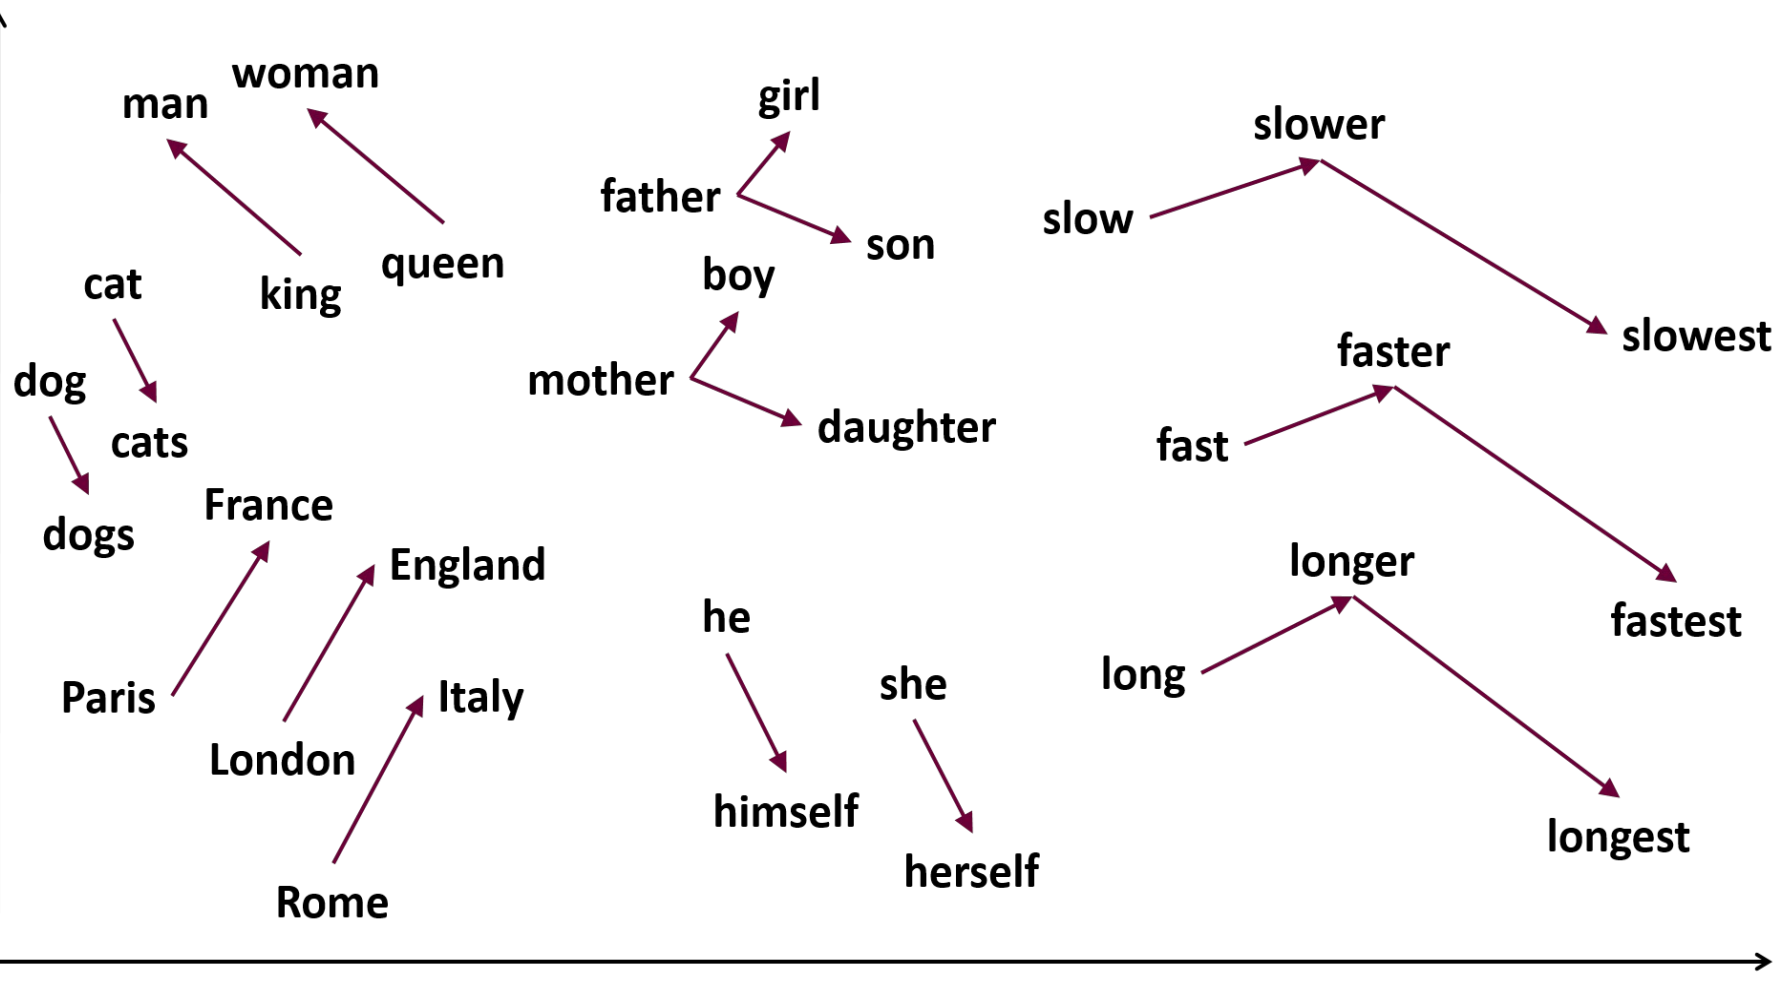 woman
man
king
queen
cat
cats
dog
dogs
France
England
Paris
London
Italy
Rome
girl
father
son
boy
mother
daughter
he
himself
she
herself
slower
slow
slowest
faster
fast
fastest
longer
long
longest